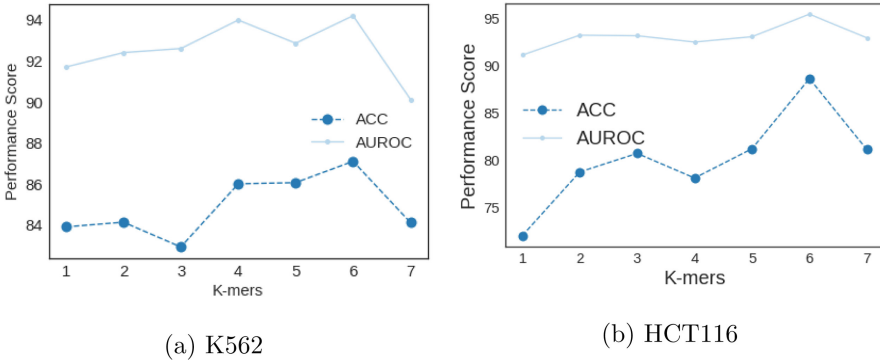 94
92
90
88
86
84
Performance Score
ACC
AUROC
1 2 3 4 5 6 7
K-mers
(a) K562
95
90
85
80
75
Performance Score
ACC
AUROC
1 2 3 4 5 6 7
K-mers
(b) HCT116